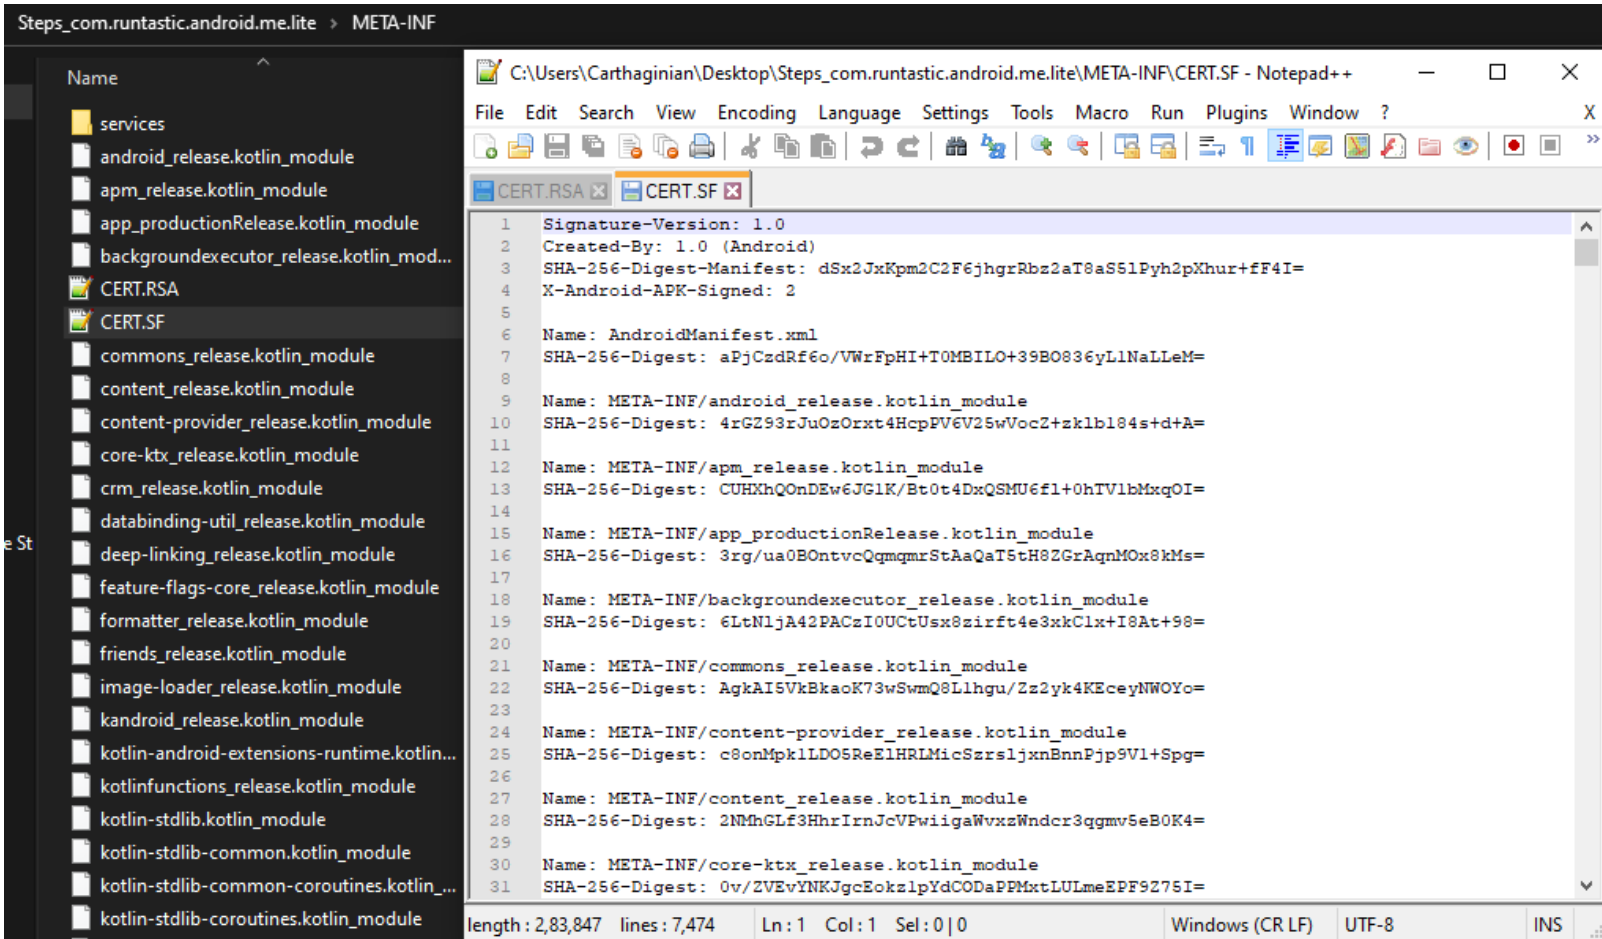 Steps_com.runtastic.android.me.lite > META-INF
Name
services
android_release.kotlin_module
apm_release.kotlin_module
app_productionRelease.kotlin_module
backgroundexecutor_release.kotlin_mod...
CERT.RSA
CERT.SF
commons_release.kotlin_module
content_release.kotlin_module
content-provider_release.kotlin_module
core-ktx_release.kotlin_module
crm_release.kotlin_module
databinding-util_release.kotlin_module
e St
deep-linking_release.kotlin_module
feature-flags-core_release.kotlin_module
formatter_release.kotlin_module
friends_release.kotlin_module
image-loader_release.kotlin_module
kandroid_release.kotlin_module
kotlin-android-extensions-runtime.kotlin...
kotlinfunctions_release.kotlin_module
kotlin-stdlib.kotlin_module
kotlin-stdlib-common.kotlin_module
kotlin-stdlib-common-coroutines.kotlin_...
kotlin-stdlib-coroutines.kotlin_module
C:\Users\Carthaginian\Desktop\Steps_com.runtastic.android.me.lite\META-INF\CERT.SF - Notepad++
File Edit Search View Encoding Language Settings Tools Macro Run Plugins Window ? X
CERT.RSA CERT.SF
1 Signature-Version: 1.0
2 Created-By: 1.0 (Android)
3 SHA-256-Digest-Manifest: dSx2JxKpm2C2F6jhgrRbz2aT8aS5lPyh2pXhur+fF4I=
4 X-Android-APK-Signed: 2
5
6 Name: AndroidManifest.xml
7 SHA-256-Digest: aPjCzdRf6o/VWrFpHI+T0MBILO+39BO836yL1NaLLeM=
8
9 Name: META-INF/android_release.kotlin_module
10 SHA-256-Digest: 4rGZ93rJuOzOrxt4HcpPV6V25wVocZ+zklbl84s+d+A=
11
12 Name: META-INF/apm_release.kotlin_module
13 SHA-256-Digest: CUHXhQOnDEw6JG1K/Bt0t4DxQSMU6fl+0hTVlbMxqOI=
14
15 Name: META-INF/app_productionRelease.kotlin_module
16 SHA-256-Digest: 3rg/ua0BOntvcQqmqmrStAaQaT5tH8ZGrAqnMOx8kMs=
17
18 Name: META-INF/backgroundexecutor_release.kotlin_module
19 SHA-256-Digest: 6LtNljA42PACzI0UCtUsx8zirft4e3xkClx+I8At+98=
20
21 Name: META-INF/commons_release.kotlin_module
22 SHA-256-Digest: AgkAI5VkBkaoK73wSwmQ8L1hgu/Zz2yk4KEceyNWOYo=
23
24 Name: META-INF/content-provider_release.kotlin_module
25 SHA-256-Digest: c8onMpklLDO5ReElHRLMicSzrsljxnBnnPjp9Vl+Spg=
26
27 Name: META-INF/content_release.kotlin_module
28 SHA-256-Digest: 2NMhGLf3HhrIrnJcVPwiigaWvxzWndcr3qgmv5eB0K4=
29
30 Name: META-INF/core-ktx_release.kotlin_module
31 SHA-256-Digest: 0v/ZVEvYNKJgcEokzlpYdCODaPPMxtLULmeEPF9Z75I=
length : 2,83,847 lines : 7,474 Ln : 1 Col : 1 Sel : 0 | 0 Windows (CR LF) UTF-8 INS